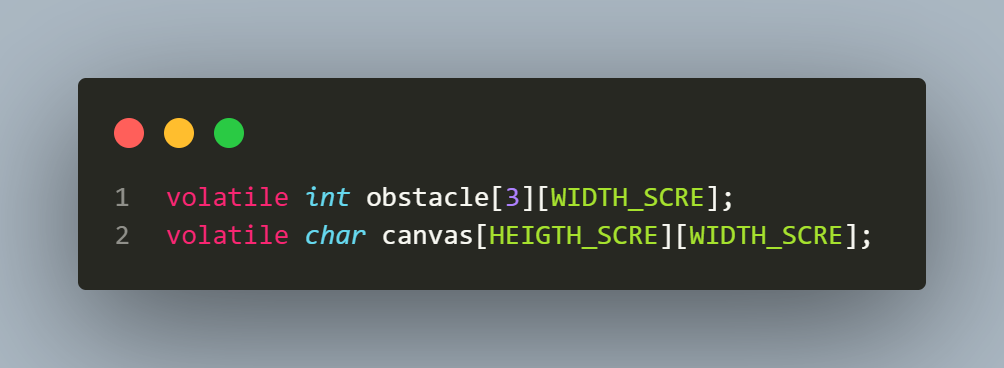 1 volatile int obstacle[3][WIDTH_SCRE];
2 volatile char canvas[HEIGTH_SCRE][WIDTH_SCRE];